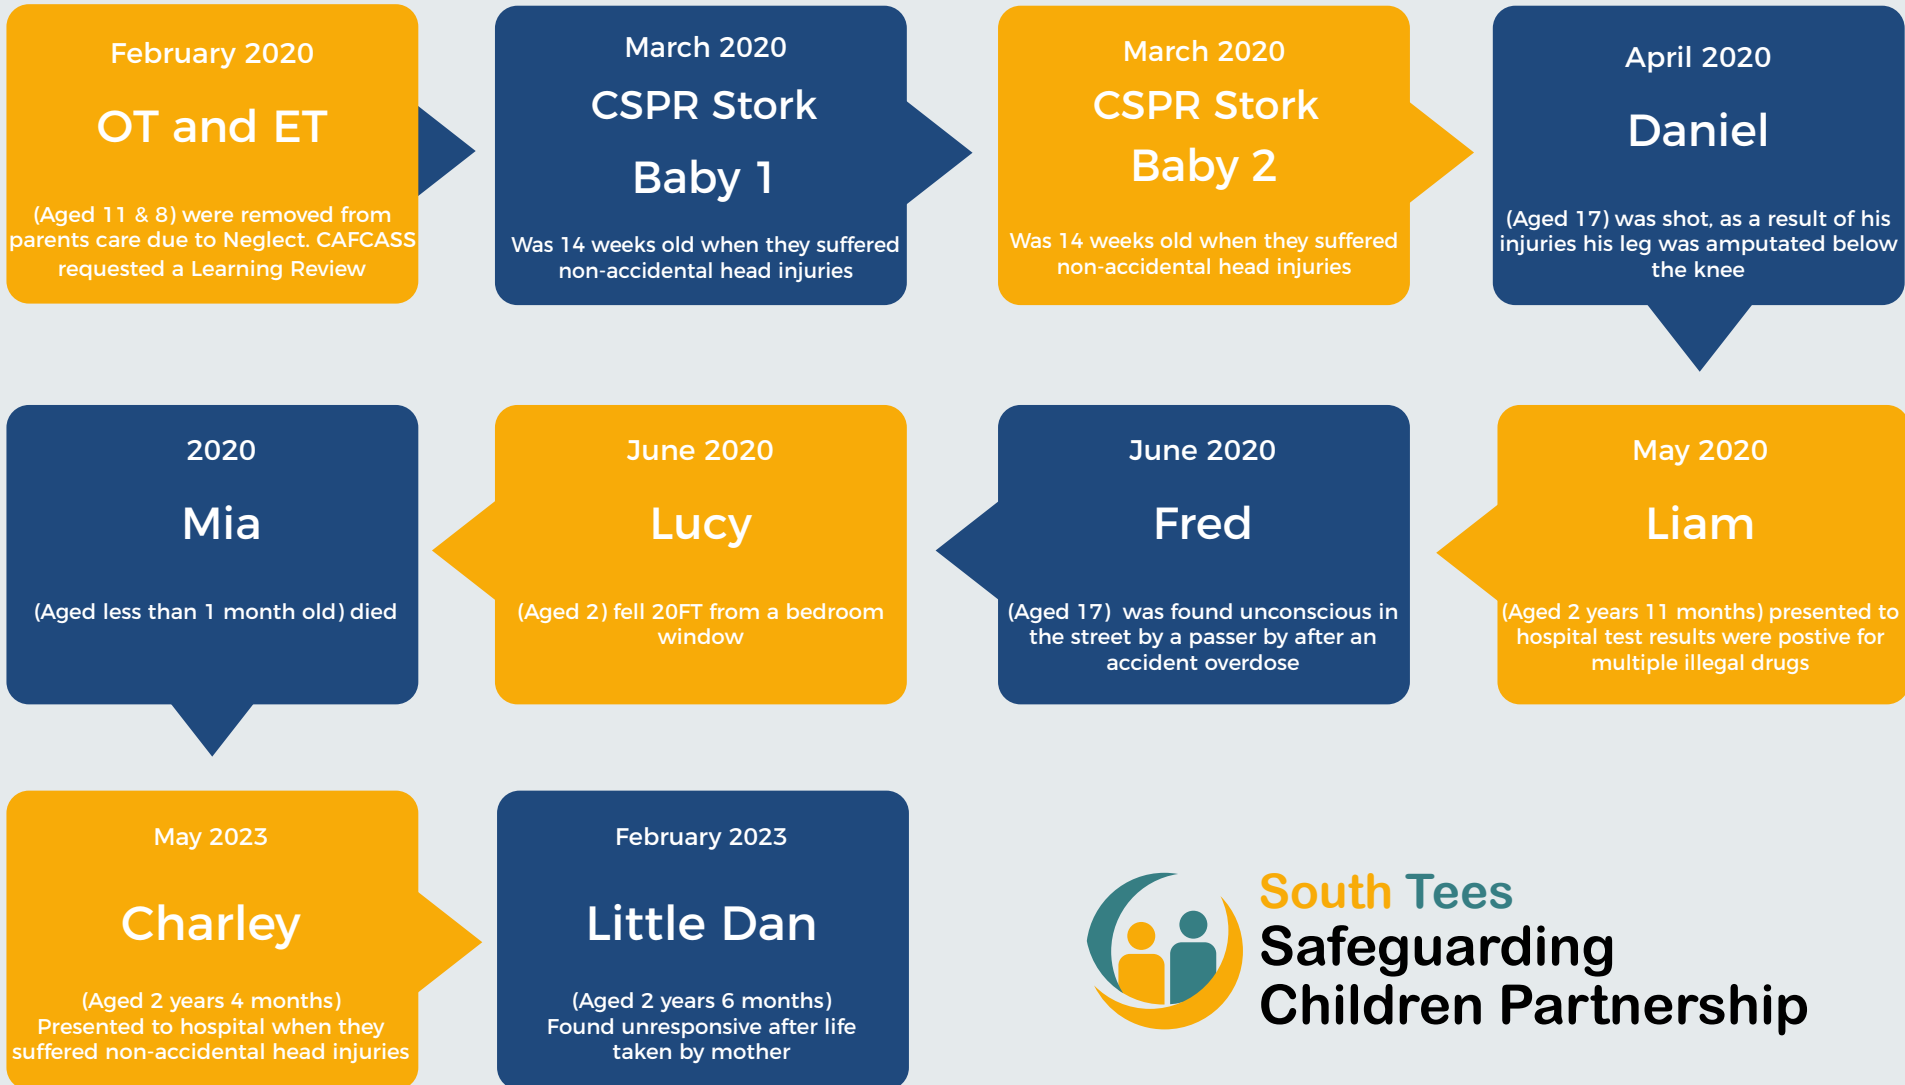 February 2020
OT and ET
(Aged 11 & 8) were removed from
parents care due to Neglect. CAFCASS
requested a Learning Review
March 2020
CSPR Stork
Baby 1
Was 14 weeks old when they suffered
non-accidental head injuries
March 2020
CSPR Stork
Baby 2
Was 14 weeks old when they suffered
non-accidental head injuries
April 2020
Daniel
(Aged 17) was shot, as a result of his
injuries his leg was amputated below
the knee
May 2020
Liam
(Aged 2 years 11 months) presented to
hospital test results were postive for
multiple illegal drugs
June 2020
Fred
(Aged 17) was found unconscious in
the street by a passer by after an
accident overdose
June 2020
Lucy
(Aged 2) fell 20FT from a bedroom
window
2020
Mia
(Aged less than 1 month old) died
May 2023
Charley
(Aged 2 years 4 months)
Presented to hospital when they
suffered non-accidental head injuries
February 2023
Little Dan
(Aged 2 years 6 months)
Found unresponsive after life
taken by mother
South Tees
Safeguarding
Children Partnership